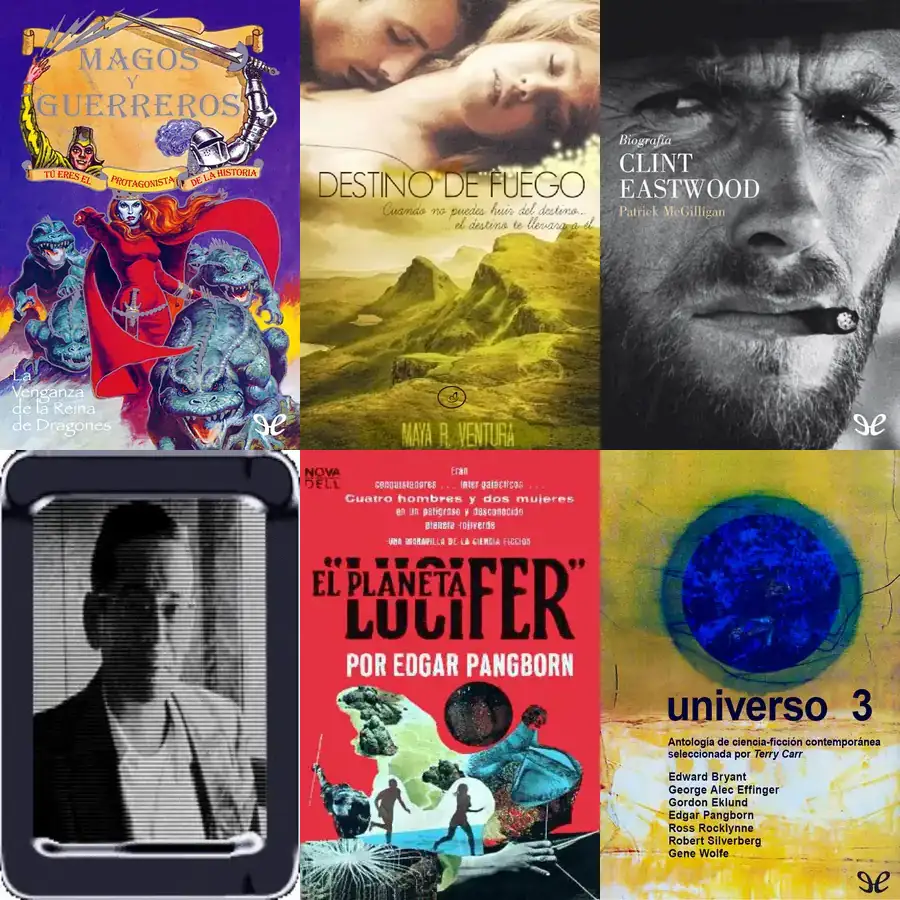 MAGOS
Y
GUERREROS
TÚ ERES EL PROTAGONISTA DE LA HISTORIA
La
Venganza
de la Reina
de Dragones
DESTINO DE FUEGO
Cuando no puedes huir del destino...
el destino te llevará a él
MAYA R. VENTURA
Biografía
CLINT
EASTWOOD
Patrick McGilligan
NOVA
DELL
Eran
conquistadores . . . inter-galácticos . . .
Cuatro hombres y dos mujeres
en un peligroso y desconocido
planeta rojiverde
UNA MARAVILLA DE LA CIENCIA FICCION
EL PLANETA
"LUCIFER"
POR EDGAR PANGBORN
universo 3
Antología de ciencia-ficción contemporánea
seleccionada por Terry Carr
Edward Bryant
George Alec Effinger
Gordon Eklund
Edgar Pangborn
Ross Rocklynne
Robert Silverberg
Gene Wolfe